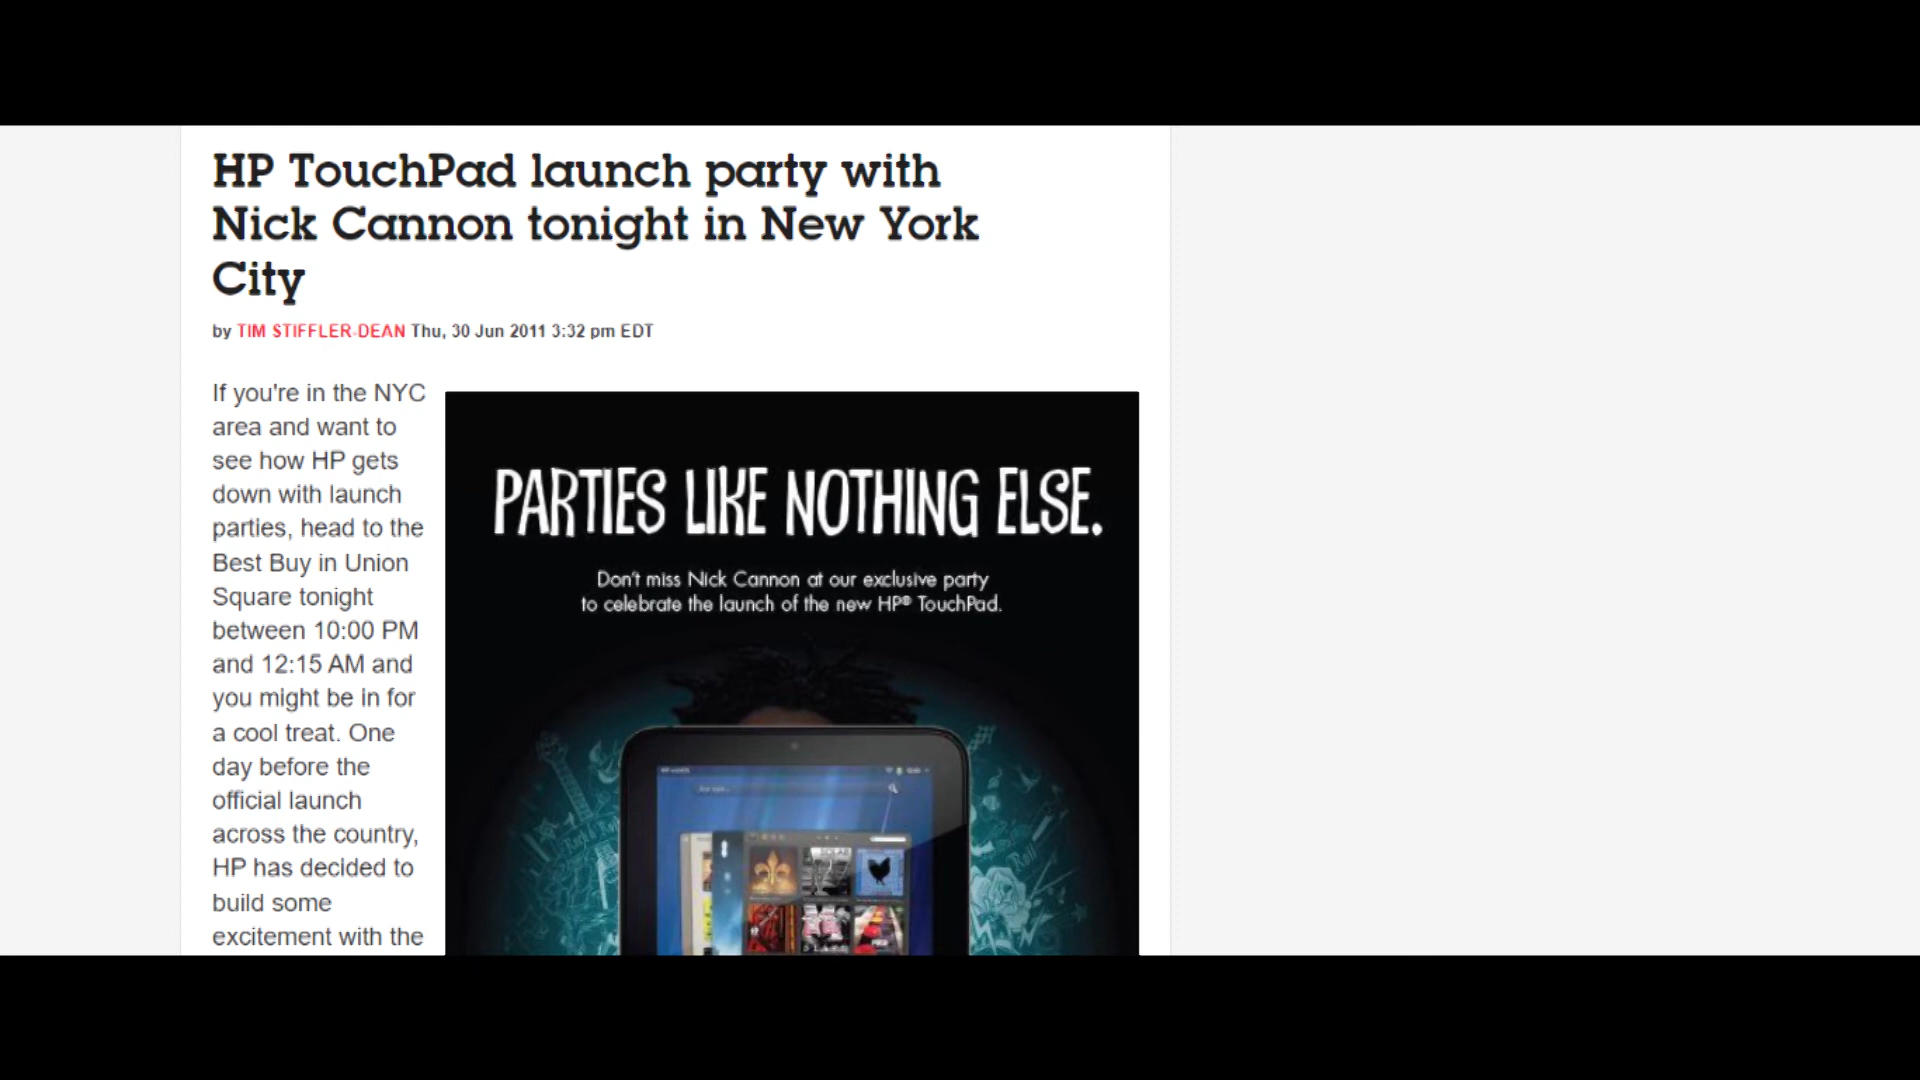 HP TouchPad launch party with
Nick Cannon tonight in New York
City
by TIM STIFFLER-DEAN Thu, 30 Jun 2011 3:32 pm EDT
If you're in the NYC
area and want to
see how HP gets
down with launch
parties, head to the
Best Buy in Union
Square tonight
between 10:00 PM
and 12:15 AM and
you might be in for
a cool treat. One
day before the
official launch
across the country,
HP has decided to
build some
excitement with the
PARTIES LIKE NOTHING ELSE.
Don't miss Nick Cannon at our exclusive party
to celebrate the launch of the new HP® TouchPad.